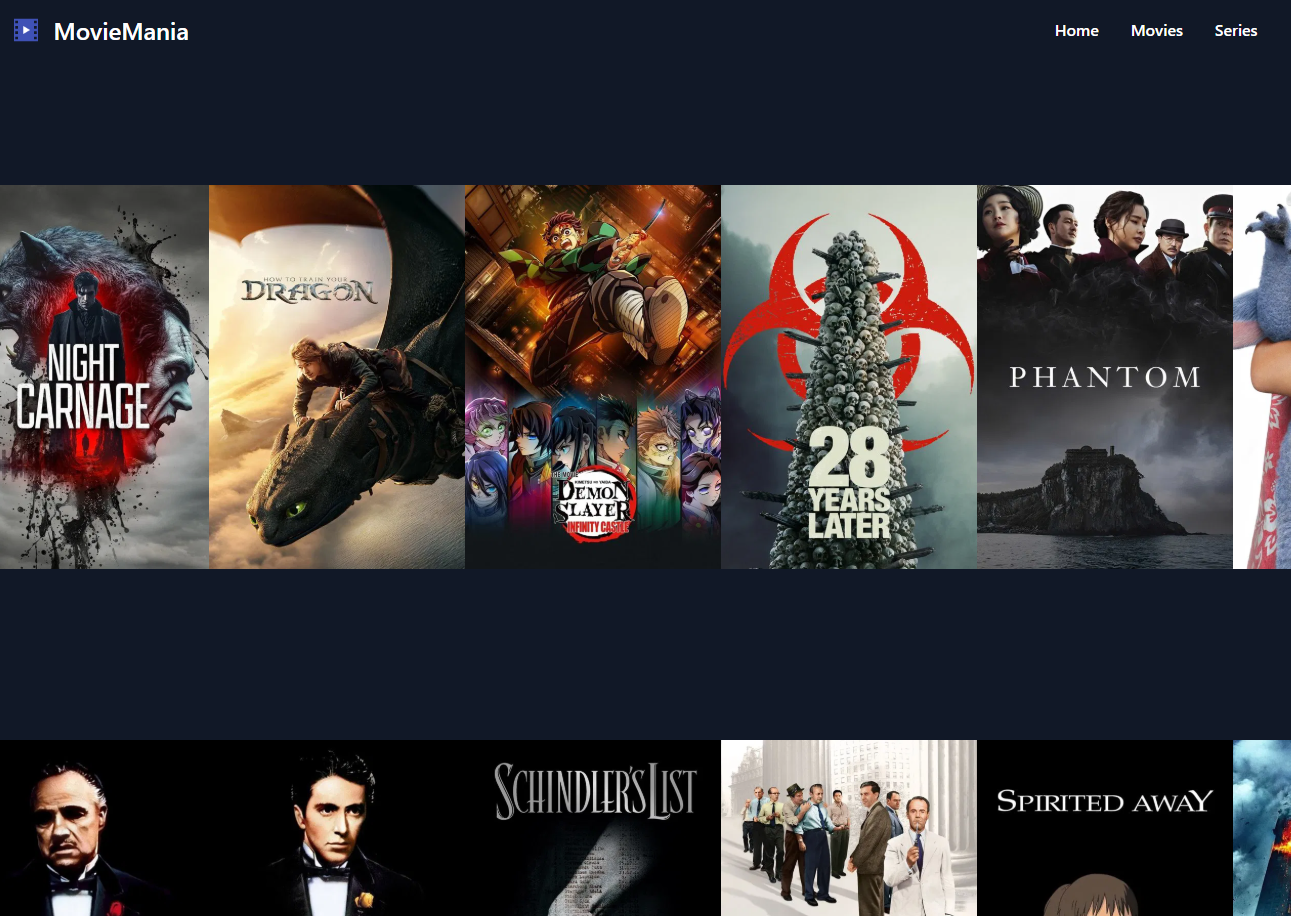 MovieMania
Home Movies Series
NIGHT
CARNAGE
HOW TO TRAIN YOUR
DRAGON
THE MOVIE
KIMETSU NO YAIBA
DEMON
SLAYER
INFINITY CASTLE
28
YEARS
LATER
PHANTOM
SCHINDLER'S LIST
SPIRITED AWAY